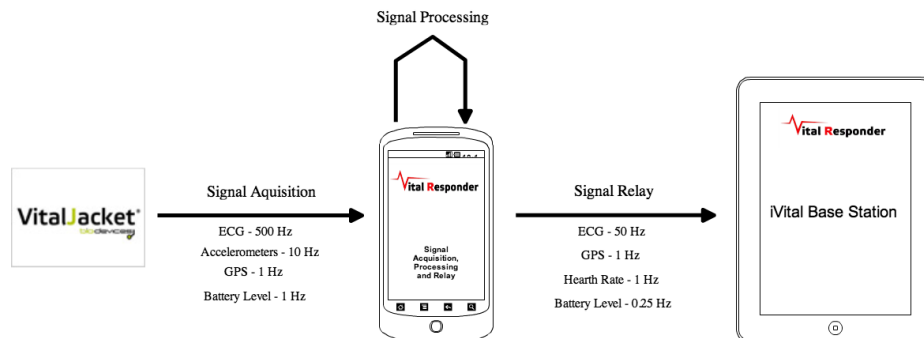 Signal Processing
VitalJacket®
biodevices
Signal Aquisition
ECG - 500 Hz
Accelerometers - 10 Hz
GPS - 1 Hz
Battery Level - 1 Hz
Vital Responder
Signal
Acquisition,
Processing
and Relay
Signal Relay
ECG - 50 Hz
GPS - 1 Hz
Hearth Rate - 1 Hz
Battery Level - 0.25 Hz
Vital Responder
iVital Base Station